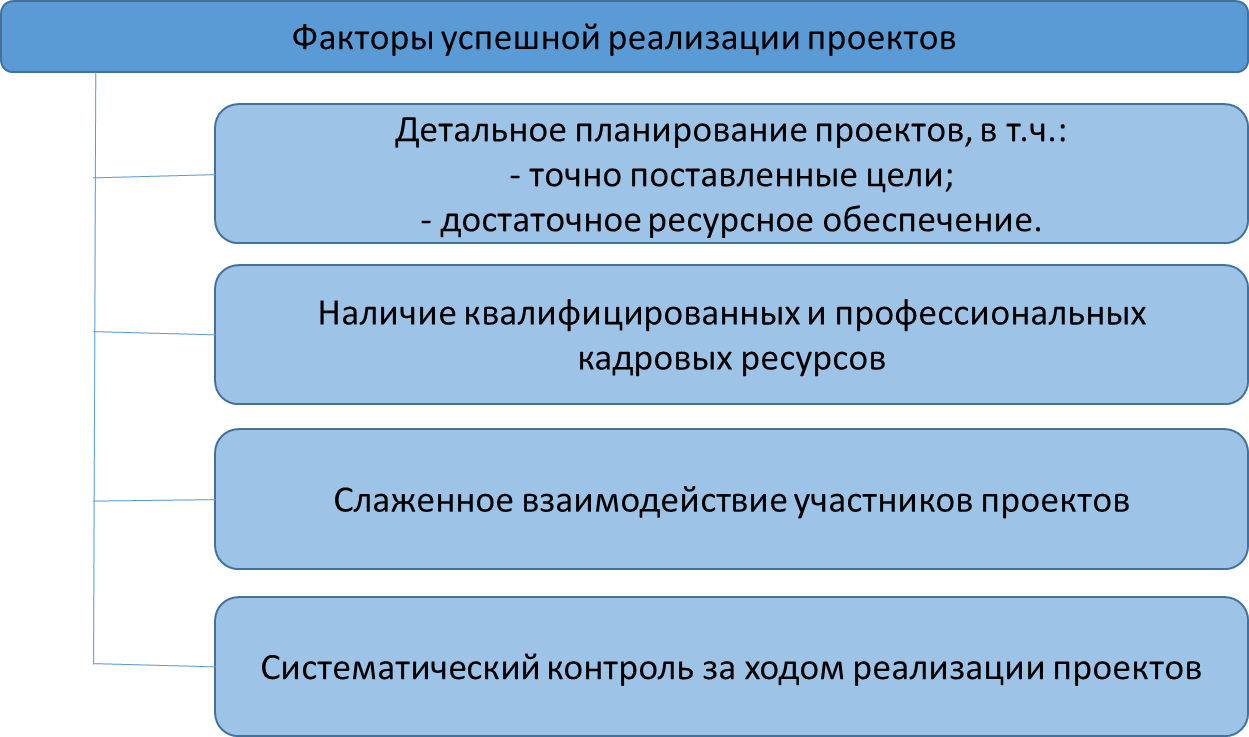 Факторы успешной реализации проектов
Детальное планирование проектов, в т.ч.:
- точно поставленные цели;
- достаточное ресурсное обеспечение.
Наличие квалифицированных и профессиональных
кадровых ресурсов
Слаженное взаимодействие участников проектов
Систематический контроль за ходом реализации проектов